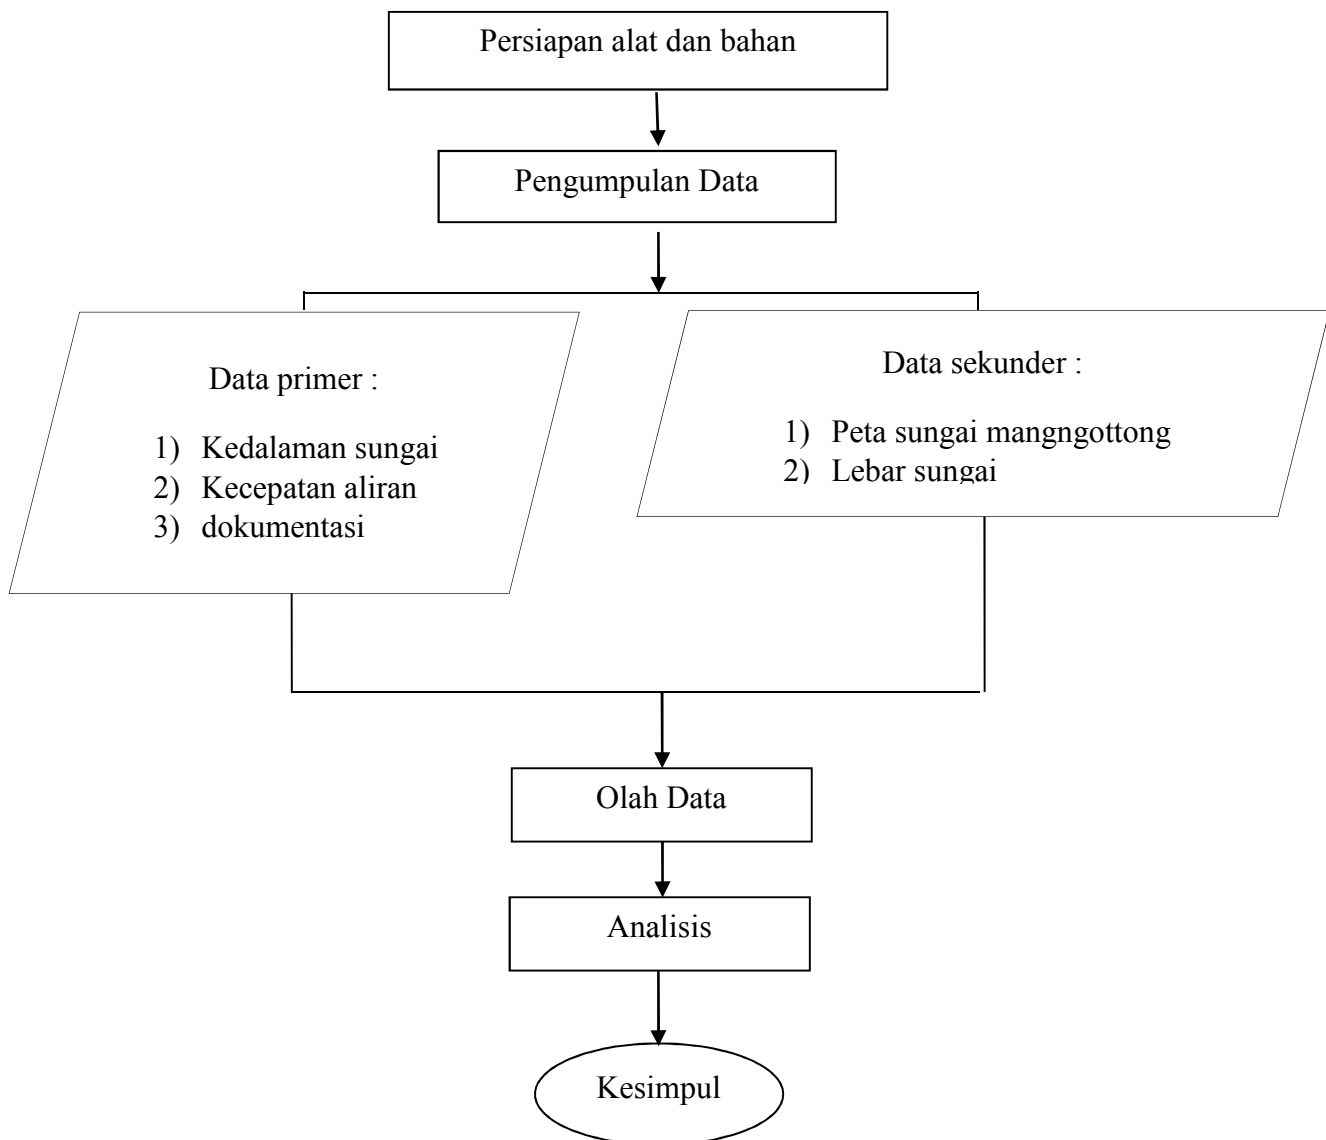 Persiapan alat dan bahan
Pengumpulan Data
Data primer :
1) Kedalaman sungai
2) Kecepatan aliran
3) dokumentasi
Data sekunder :
1) Peta sungai mangngottong
2) Lebar sungai
Olah Data
Analisis
Kesimpul